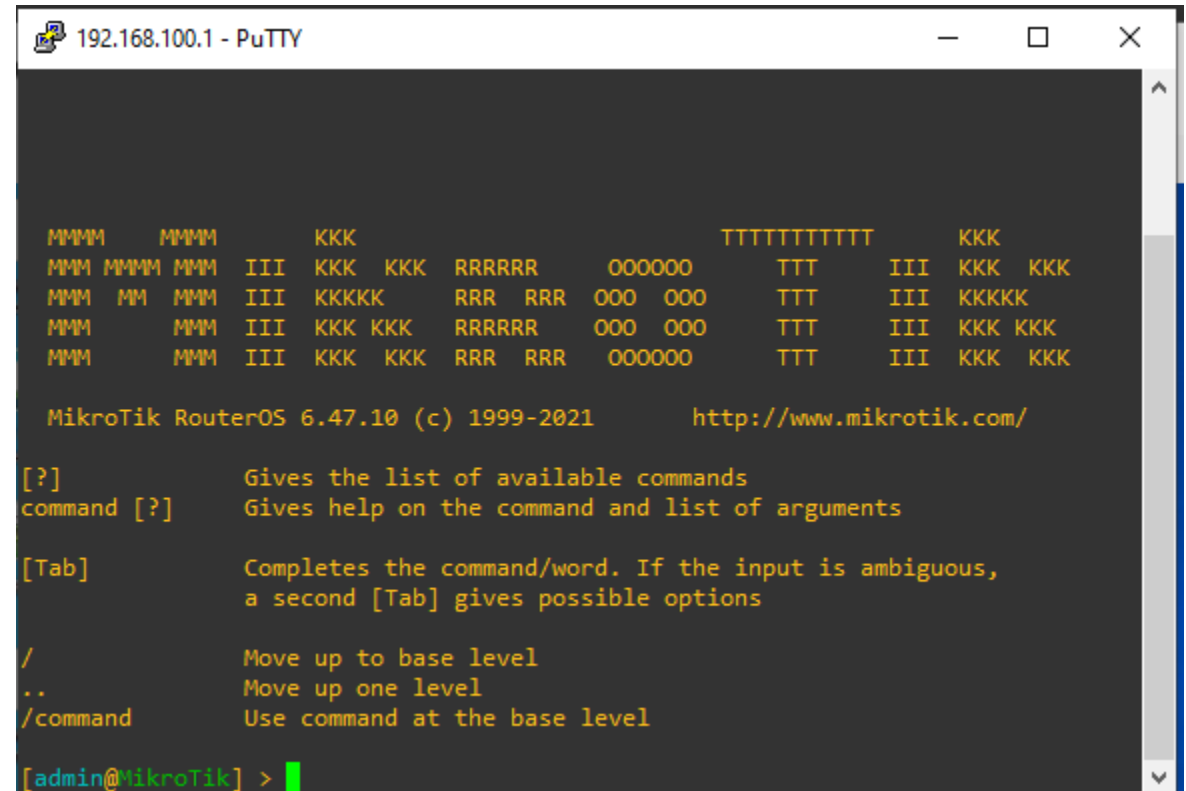 192.168.100.1 - PuTTY
MMMM    MMMM       KKK                          TTTTTTTTTTT      KKK
MMM MMMM MMM  III  KKK  KKK  RRRRRR     OOOOOO      TTT     III  KKK  KKK
MMM  MM  MMM  III  KKKKK     RRR  RRR  OOO  OOO     TTT     III  KKKKK
MMM      MMM  III  KKK KKK   RRRRRR    OOO  OOO     TTT     III  KKK KKK
MMM      MMM  III  KKK  KKK  RRR  RRR   OOOOOO      TTT     III  KKK  KKK
MikroTik RouterOS 6.47.10 (c) 1999-2021       http://www.mikrotik.com/
[?]             Gives the list of available commands
command [?]     Gives help on the command and list of arguments
[Tab]           Completes the command/word. If the input is ambiguous,
a second [Tab] gives possible options
/               Move up to base level
..              Move up one level
/command        Use command at the base level
[admin@MikroTik] >